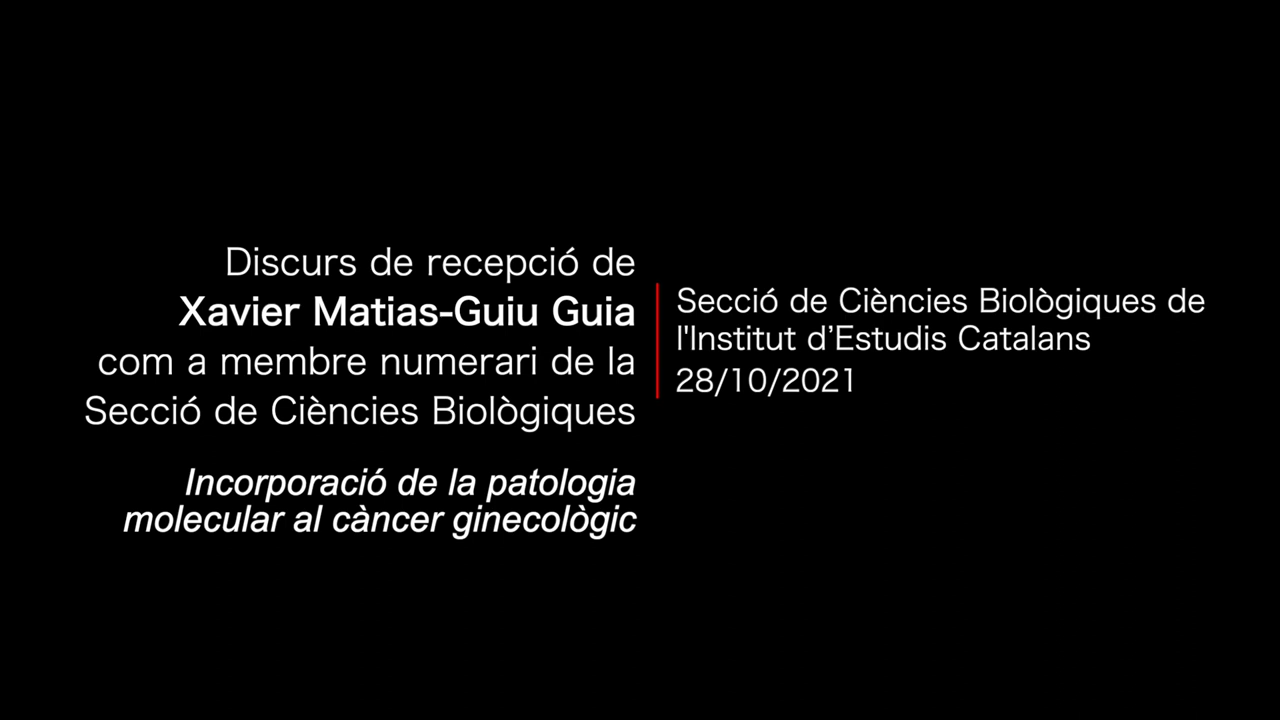 Discurs de recepció de
Xavier Matias-Guiu Guia
com a membre numerari de la
Secció de Ciències Biològiques
Incorporació de la patologia
molecular al càncer ginecològic
Secció de Ciències Biològiques de
l'Institut d’Estudis Catalans
28/10/2021